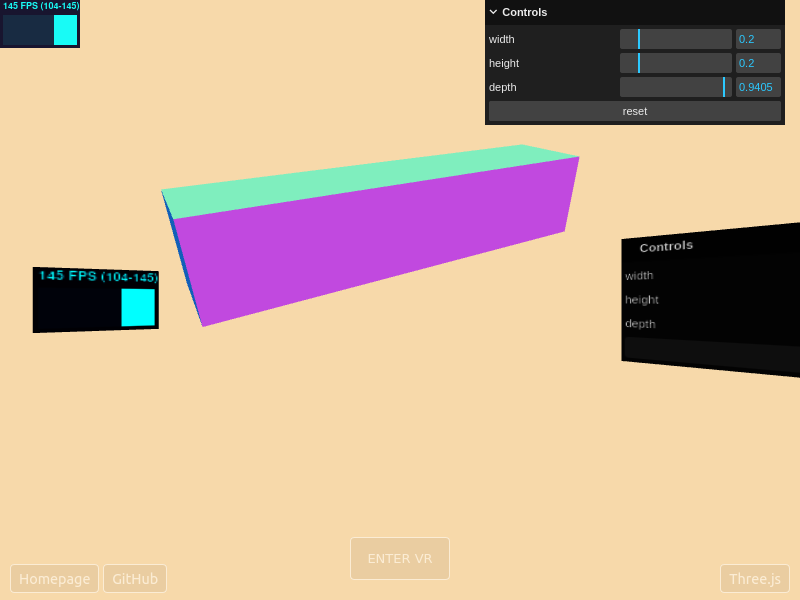 145 FPS (104-145)
Controls
width 0.2
height 0.2
depth 0.9405
reset
Controls
width
height
depth
145 FPS (104-145)
ENTER VR
Homepage GitHub Three.js